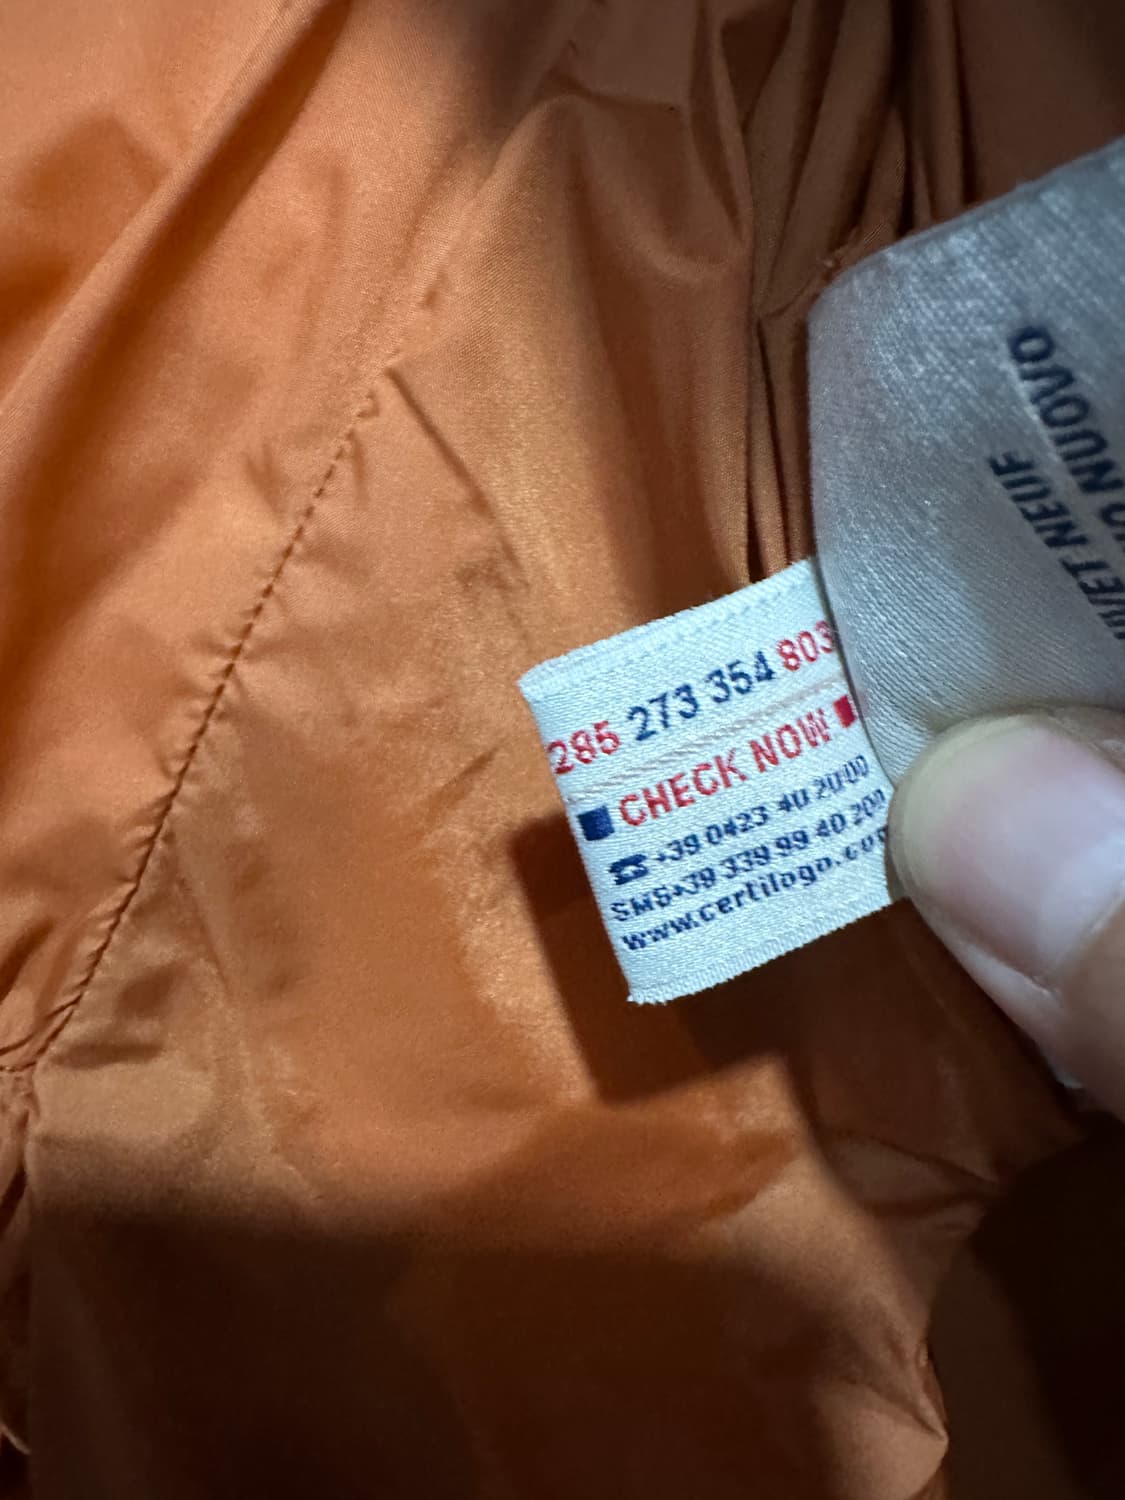 285 273 354 803
CHECK NOW
☎+39 0423 40 20 00
SMS+39 339 99 40 200
www.certilogo.com
NEUF
NUOVO